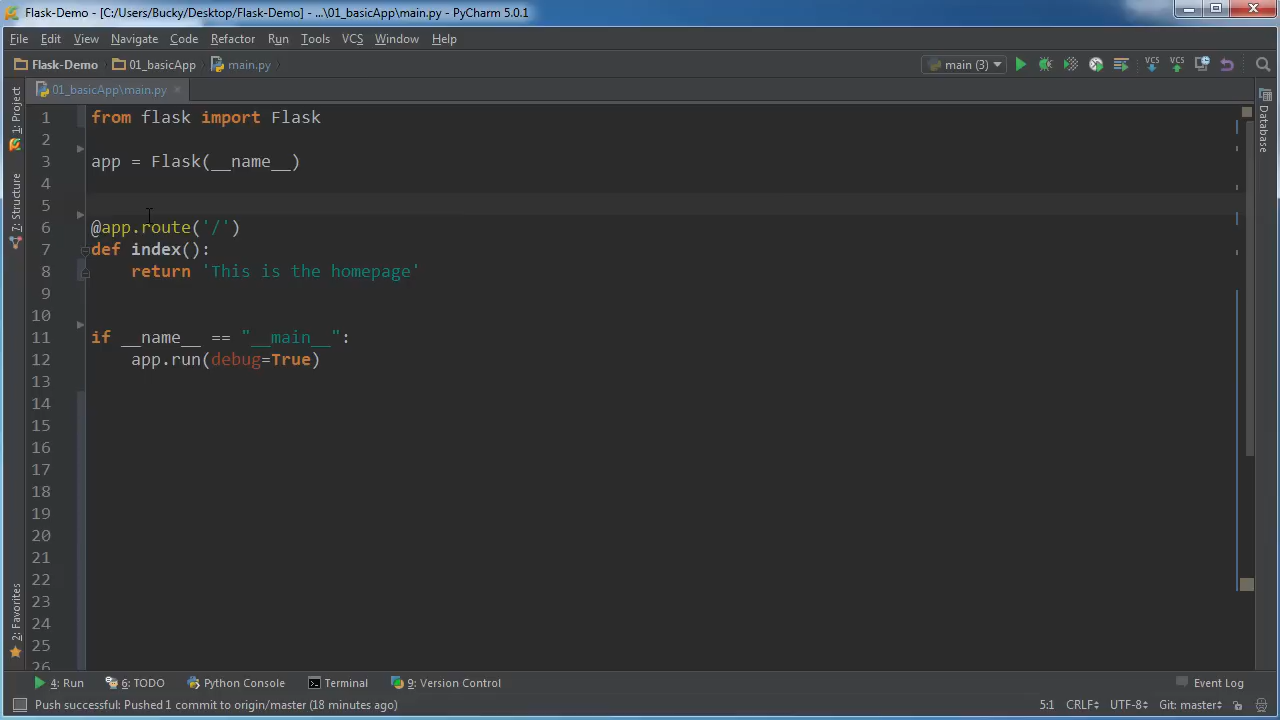 Flask-Demo - [C:/Users/Bucky/Desktop/Flask-Demo] - ...\01_basicApp\main.py - PyCharm 5.0.1
File Edit View Navigate Code Refactor Run Tools VCS Window Help
Flask-Demo 01_basicApp main.py main (3) VCS VCS
01_basicApp\main.py
1: Project
7: Structure
2: Favorites
Database
1 from flask import Flask
2
3 app = Flask(__name__)
4
5
6 @app.route('/')
7 def index():
8     return 'This is the homepage'
9
10
11 if __name__ == "__main__":
12     app.run(debug=True)
13
14
15
16
17
18
19
20
21
22
23
24
25
26
4: Run 6: TODO Python Console Terminal 9: Version Control Event Log
Push successful: Pushed 1 commit to origin/master (18 minutes ago) 5:1 CRLF UTF-8 Git: master